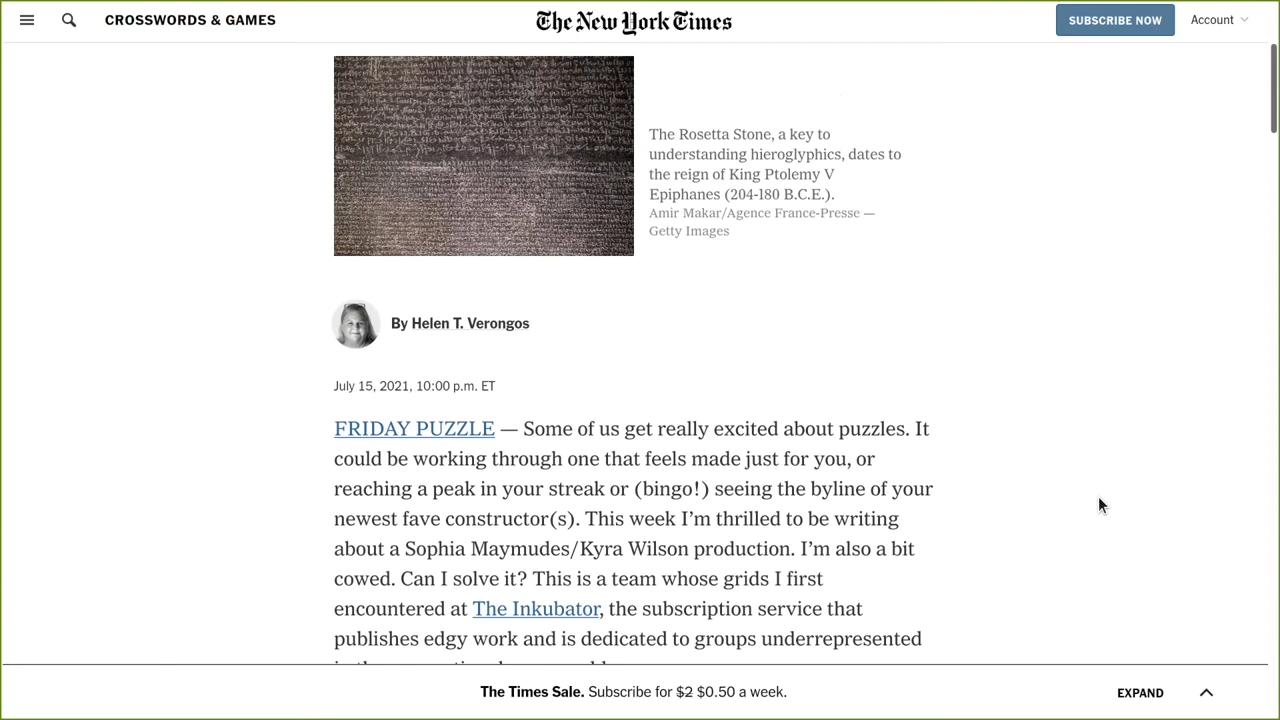 CROSSWORDS & GAMES
The New York Times
SUBSCRIBE NOW
Account
The Rosetta Stone, a key to
understanding hieroglyphics, dates to
the reign of King Ptolemy V
Epiphanes (204-180 B.C.E.).
Amir Makar/Agence France-Presse —
Getty Images
By Helen T. Verongos
July 15, 2021, 10:00 p.m. ET
FRIDAY PUZZLE — Some of us get really excited about puzzles. It
could be working through one that feels made just for you, or
reaching a peak in your streak or (bingo!) seeing the byline of your
newest fave constructor(s). This week I’m thrilled to be writing
about a Sophia Maymudes/Kyra Wilson production. I’m also a bit
cowed. Can I solve it? This is a team whose grids I first
encountered at The Inkubator, the subscription service that
publishes edgy work and is dedicated to groups underrepresented
The Times Sale. Subscribe for $2 $0.50 a week.
EXPAND